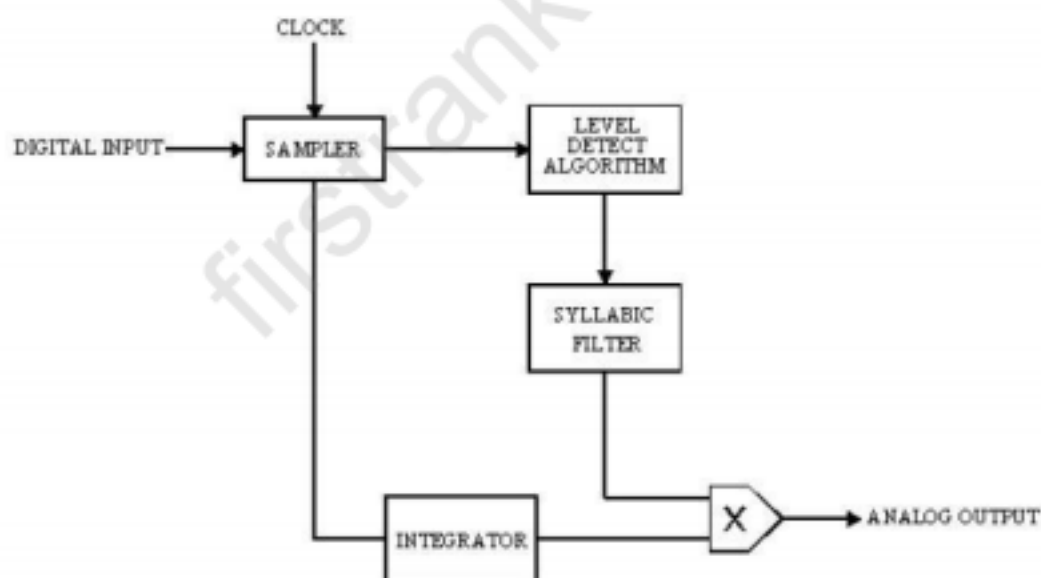 CLOCK
DIGITAL INPUT
SAMPLER
LEVEL
DETECT
ALGORITHM
SYLLABIC
FILTER
INTEGRATOR
X
ANALOG OUTPUT
firstrank